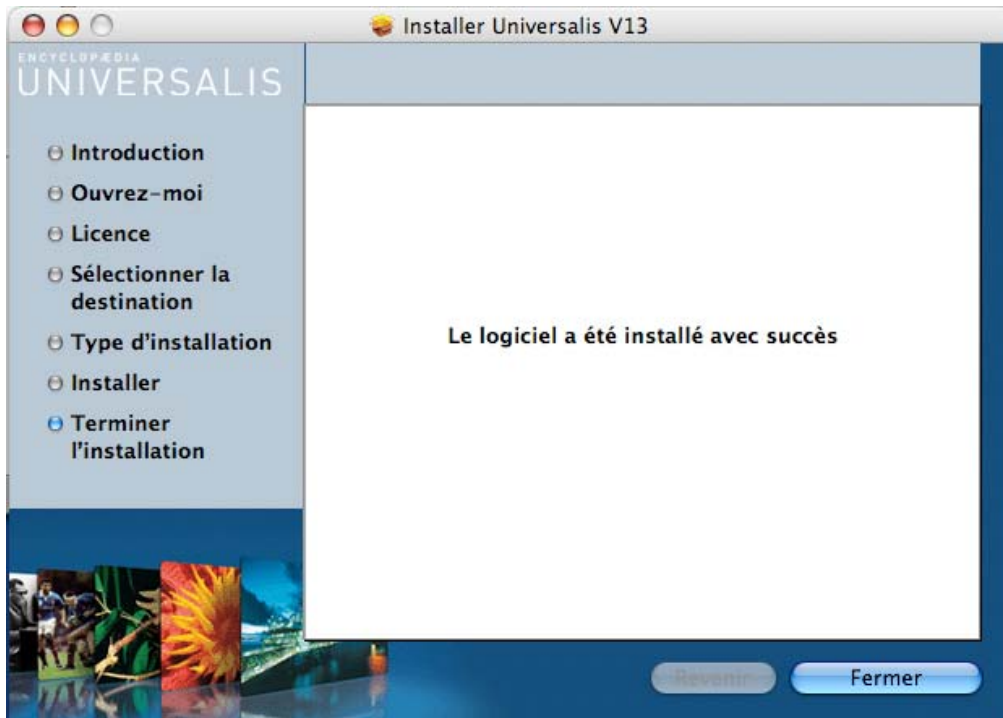 Installer Universalis V13
ENCYCLOPÆDIA
UNIVERSALIS
Introduction
Ouvrez-moi
Licence
Sélectionner la
destination
Type d'installation
Installer
Terminer
l'installation
Le logiciel a été installé avec succès
Revenir
Fermer